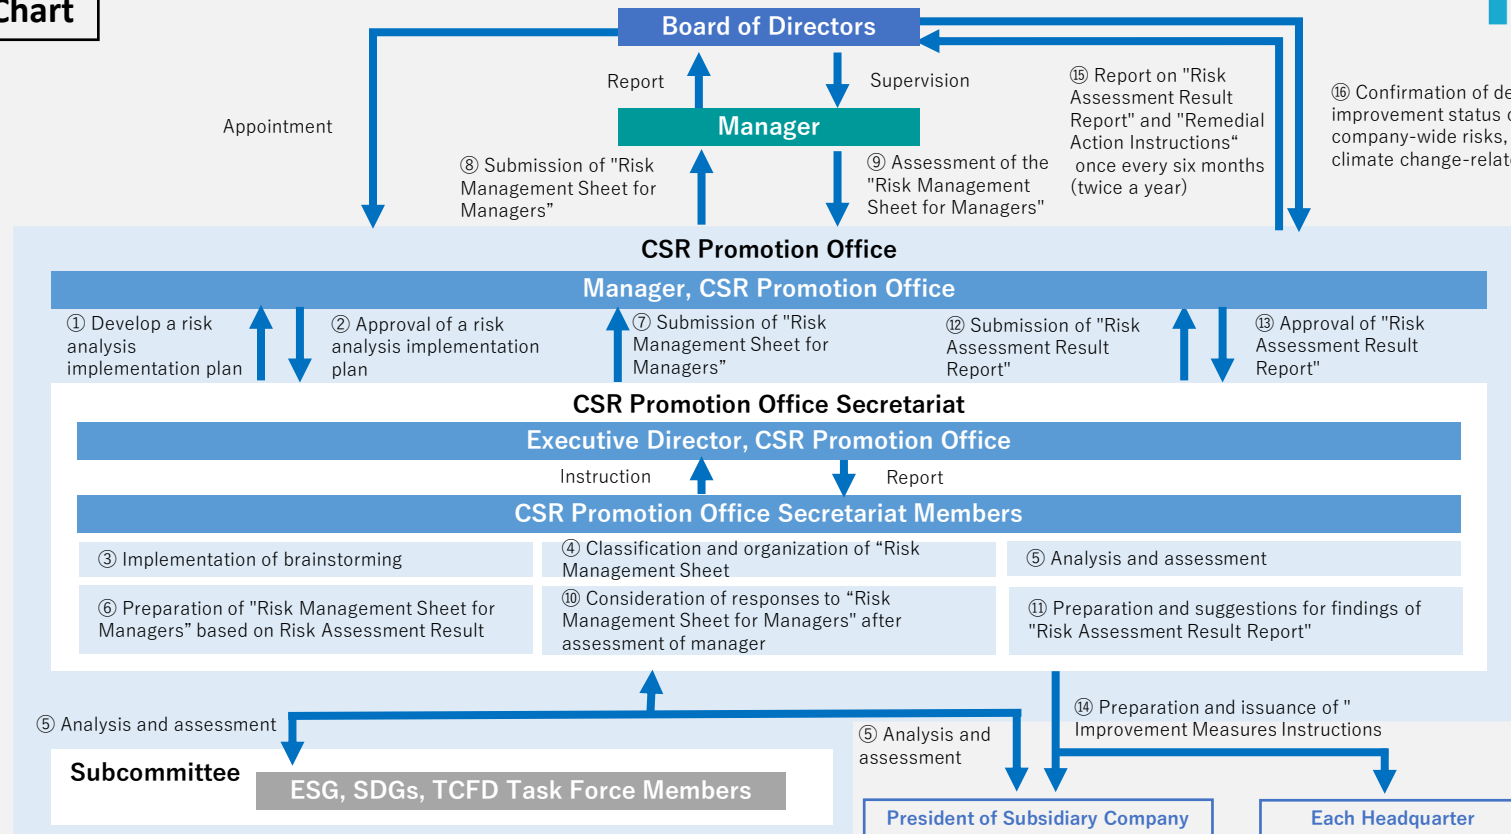 Chart
Board of Directors
Report
Supervision
Appointment
Manager
⑮ Report on "Risk
Assessment Result
Report" and "Remedial
Action Instructions“
once every six months
(twice a year)
⑯ Confirmation of de
improvement status o
company-wide risks,
climate change-relat
⑧ Submission of "Risk
Management Sheet for
Managers”
⑨ Assessment of the
"Risk Management
Sheet for Managers"
CSR Promotion Office
Manager, CSR Promotion Office
① Develop a risk
analysis
implementation plan
② Approval of a risk
analysis implementation
plan
⑦ Submission of "Risk
Management Sheet for
Managers”
⑫ Submission of "Risk
Assessment Result
Report"
⑬ Approval of "Risk
Assessment Result
Report"
CSR Promotion Office Secretariat
Executive Director, CSR Promotion Office
Instruction
Report
CSR Promotion Office Secretariat Members
③ Implementation of brainstorming
④ Classification and organization of “Risk
Management Sheet
⑤ Analysis and assessment
⑥ Preparation of "Risk Management Sheet for
Managers” based on Risk Assessment Result
⑩ Consideration of responses to “Risk
Management Sheet for Managers" after
assessment of manager
⑪ Preparation and suggestions for findings of
"Risk Assessment Result Report"
⑤ Analysis and assessment
⑤ Analysis and
assessment
⑭ Preparation and issuance of "
Improvement Measures Instructions
Subcommittee
ESG, SDGs, TCFD Task Force Members
President of Subsidiary Company
Each Headquarter